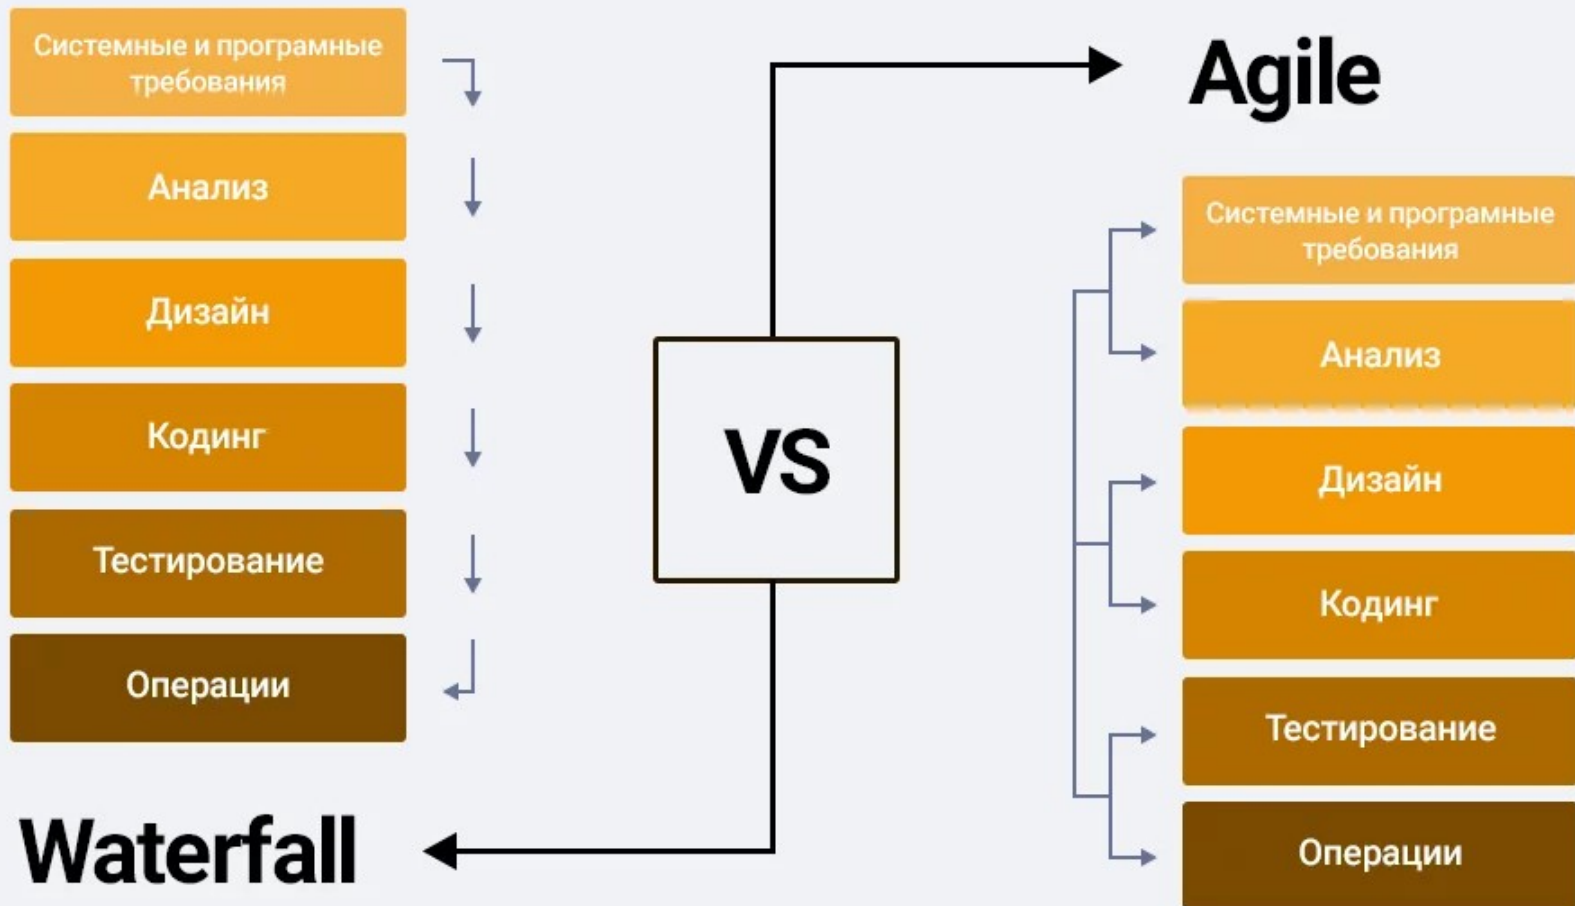 Системные и програмные
требования
Анализ
Дизайн
Кодинг
Тестирование
Операции
Waterfall
VS
Agile
Системные и програмные
требования
Анализ
Дизайн
Кодинг
Тестирование
Операции